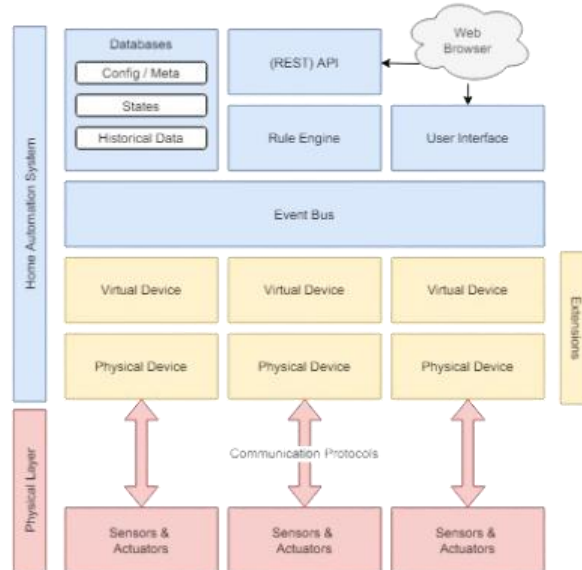 Web
Browser
Databases
Config / Meta
States
Historical Data
(REST) API
Rule Engine
User Interface
Home Automation System
Event Bus
Virtual Device
Virtual Device
Virtual Device
Extensions
Physical Device
Physical Device
Physical Device
Physical Layer
Communication Protocols
Sensors &
Actuators
Sensors &
Actuators
Sensors &
Actuators